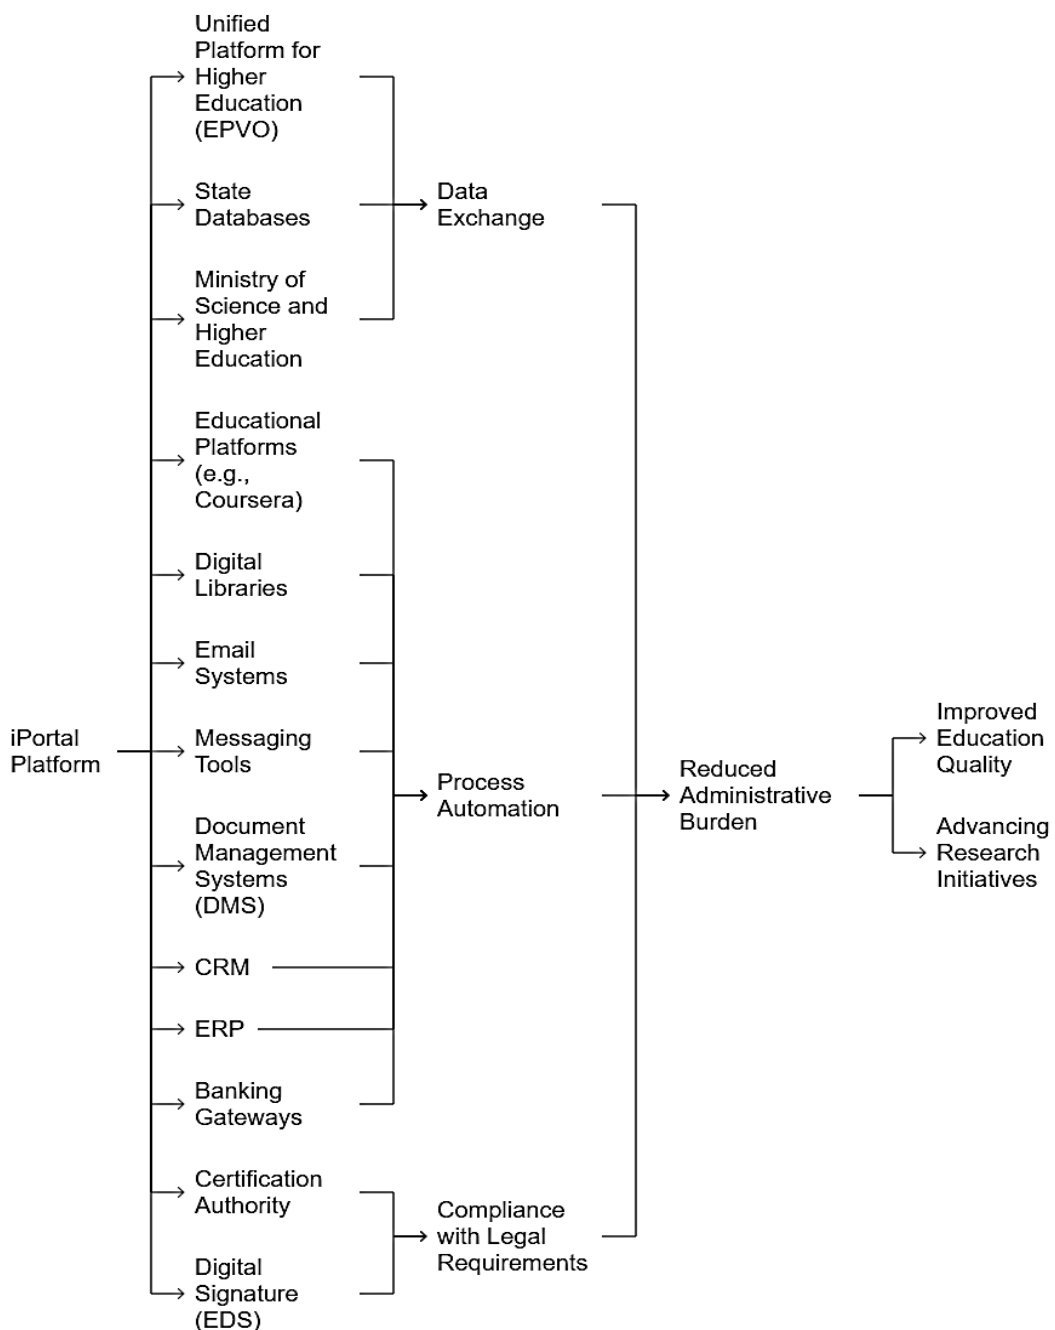 Unified
Platform for
Higher
Education
(EPVO)
State
Databases
Data
Exchange
Ministry of
Science and
Higher
Education
Educational
Platforms
(e.g.,
Coursera)
Digital
Libraries
Email
Systems
iPortal
Platform
Messaging
Tools
Process
Automation
Reduced
Administrative
Burden
Improved
Education
Quality
Advancing
Research
Initiatives
Document
Management
Systems
(DMS)
CRM
ERP
Banking
Gateways
Certification
Authority
Compliance
with Legal
Requirements
Digital
Signature
(EDS)